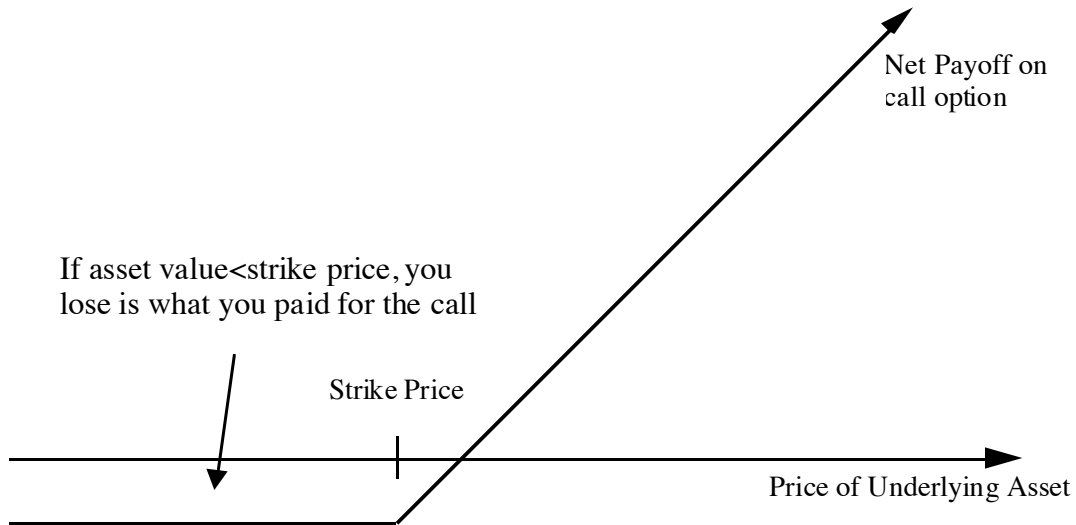 Net Payoff on
call option
If asset value<strike price, you
lose is what you paid for the call
Strike Price
Price of Underlying Asset